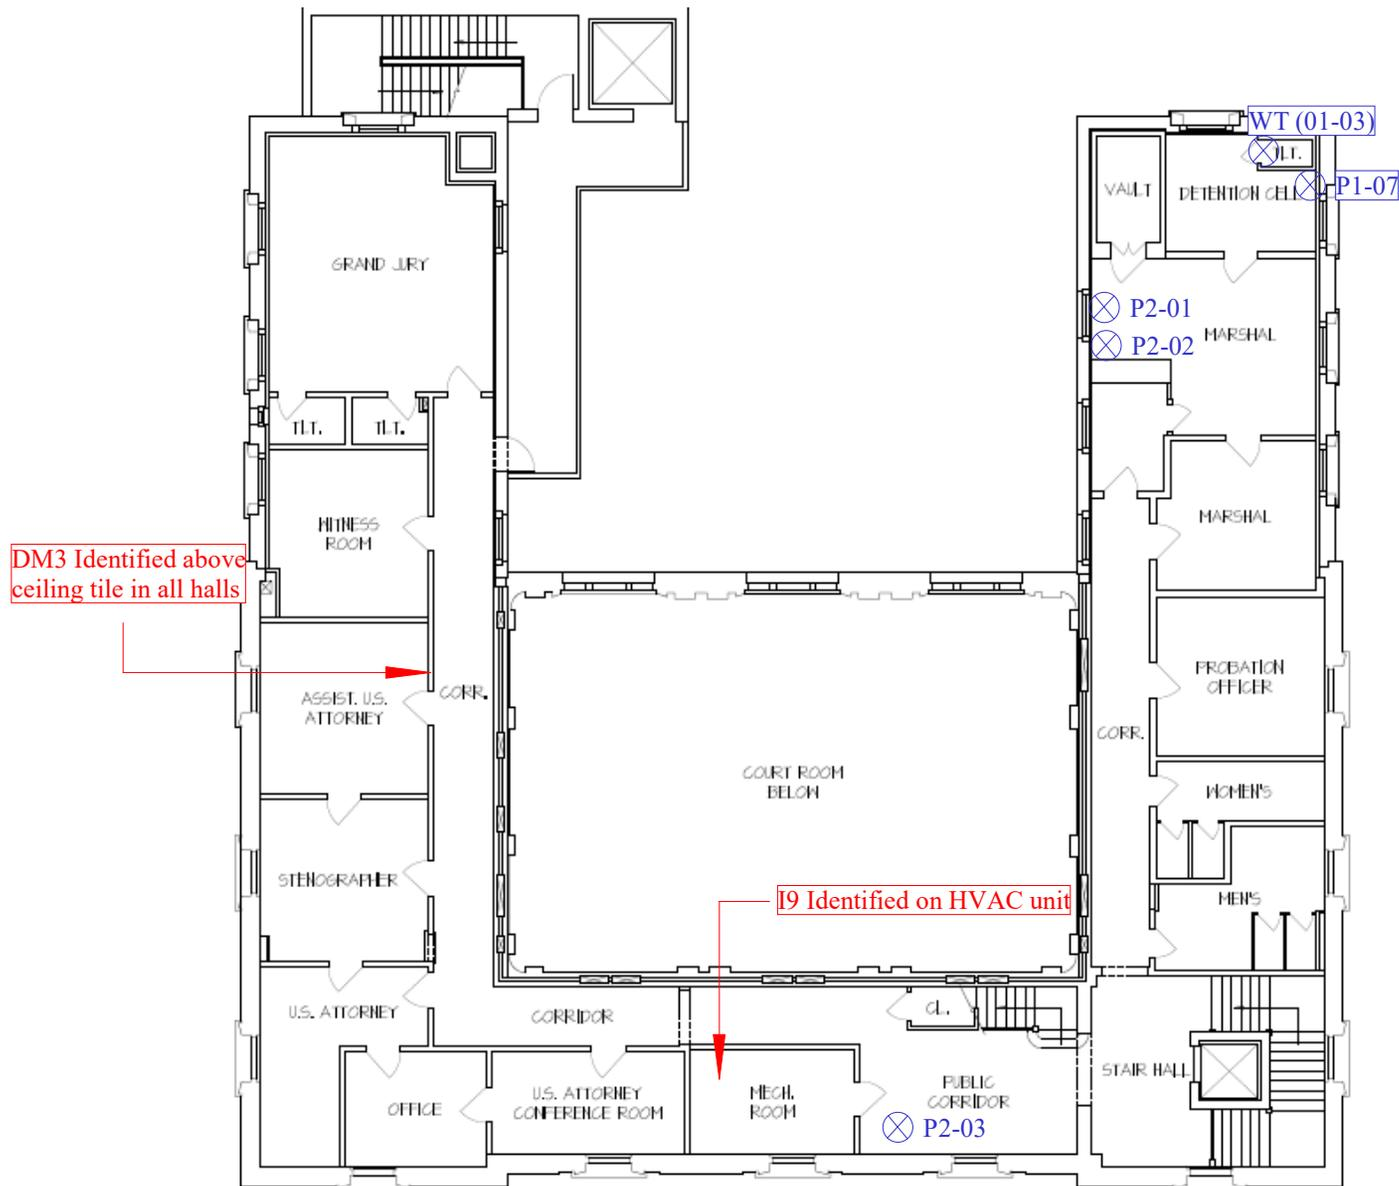 WT (01-03)
TLT.
VAULT
DETENTION CELL
P1-07
GRAND JURY
P2-01
MARSHAL
P2-02
TLT.
TLT.
WITNESS
ROOM
MARSHAL
DM3 Identified above
ceiling tile in all halls
PROBATION
OFFICER
ASSIST. U.S.
ATTORNEY
CORR.
CORR.
COURT ROOM
BELOW
WOMEN'S
STENOGRAPHER
I9 Identified on HVAC unit
MEN'S
U.S. ATTORNEY
CORRIDOR
CL.
STAIR HALL
OFFICE
U.S. ATTORNEY
CONFERENCE ROOM
MECH.
ROOM
PUBLIC
CORRIDOR
P2-03